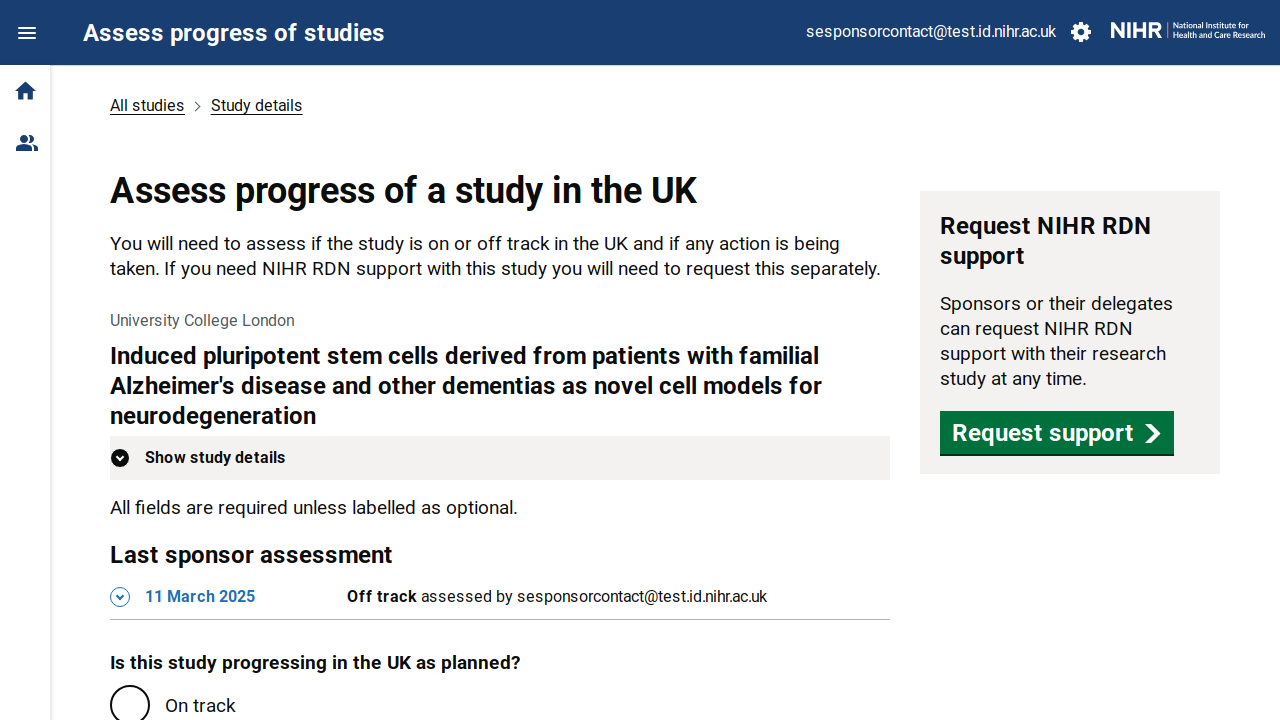 Assess progress of studies
sesponsorcontact@test.id.nihr.ac.uk
NIHR
National Institute for
Health and Care Research
All studies
Study details
Assess progress of a study in the UK
You will need to assess if the study is on or off track in the UK and if any action is being
taken. If you need NIHR RDN support with this study you will need to request this separately.
University College London
Induced pluripotent stem cells derived from patients with familial
Alzheimer's disease and other dementias as novel cell models for
neurodegeneration
Show study details
All fields are required unless labelled as optional.
Last sponsor assessment
11 March 2025
Off track assessed by sesponsorcontact@test.id.nihr.ac.uk
Is this study progressing in the UK as planned?
On track
Request NIHR RDN
support
Sponsors or their delegates
can request NIHR RDN
support with their research
study at any time.
Request support